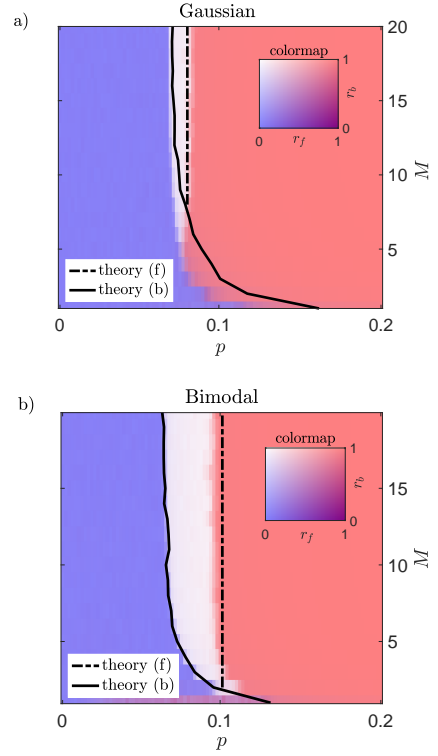 a)
Gaussian
colormap
1
r_b
0
0 r_f 1
20
15
10
5
M
theory (f)
theory (b)
0 0.1 0.2
p
b)
Bimodal
colormap
1
r_b
0
0 r_f 1
15
10
5
M
theory (f)
theory (b)
0 0.1 0.2
p